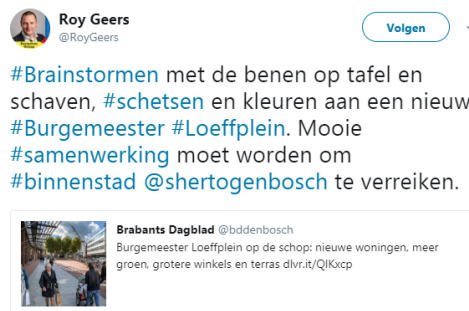 Roy Geers
@RoyGeers
Volgen
#Brainstormen met de benen op tafel en
schaven, #schetsen en kleuren aan een nieuw
#Burgemeester #Loeffplein. Mooie
#samenwerking moet worden om
#binnenstad @shertogenbosch te verreiken.
Brabants Dagblad @bddenbosch
Burgemeester Loeffplein op de schop: nieuwe woningen, meer
groen, grotere winkels en terras dlvr.it/QlKxcp